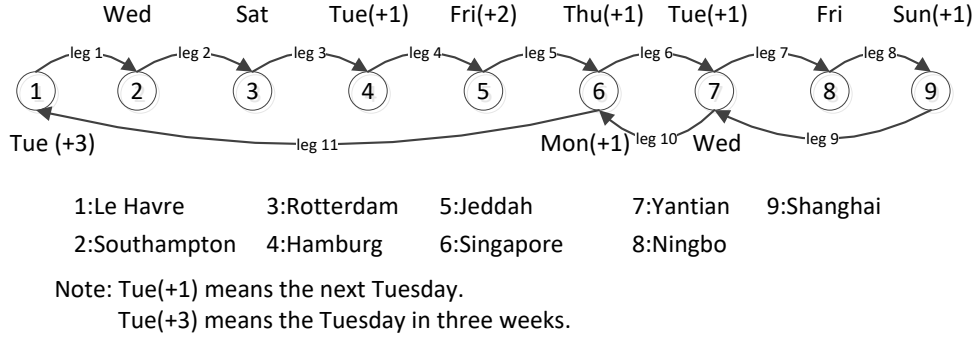 Wed Sat Tue(+1) Fri(+2) Thu(+1) Tue(+1) Fri Sun(+1)
leg 1 leg 2 leg 3 leg 4 leg 5 leg 6 leg 7 leg 8
1 2 3 4 5 6 7 8 9
Tue (+3) leg 11 Mon(+1) leg 10 Wed leg 9
1:Le Havre 3:Rotterdam 5:Jeddah 7:Yantian 9:Shanghai
2:Southampton 4:Hamburg 6:Singapore 8:Ningbo
Note: Tue(+1) means the next Tuesday.
Tue(+3) means the Tuesday in three weeks.